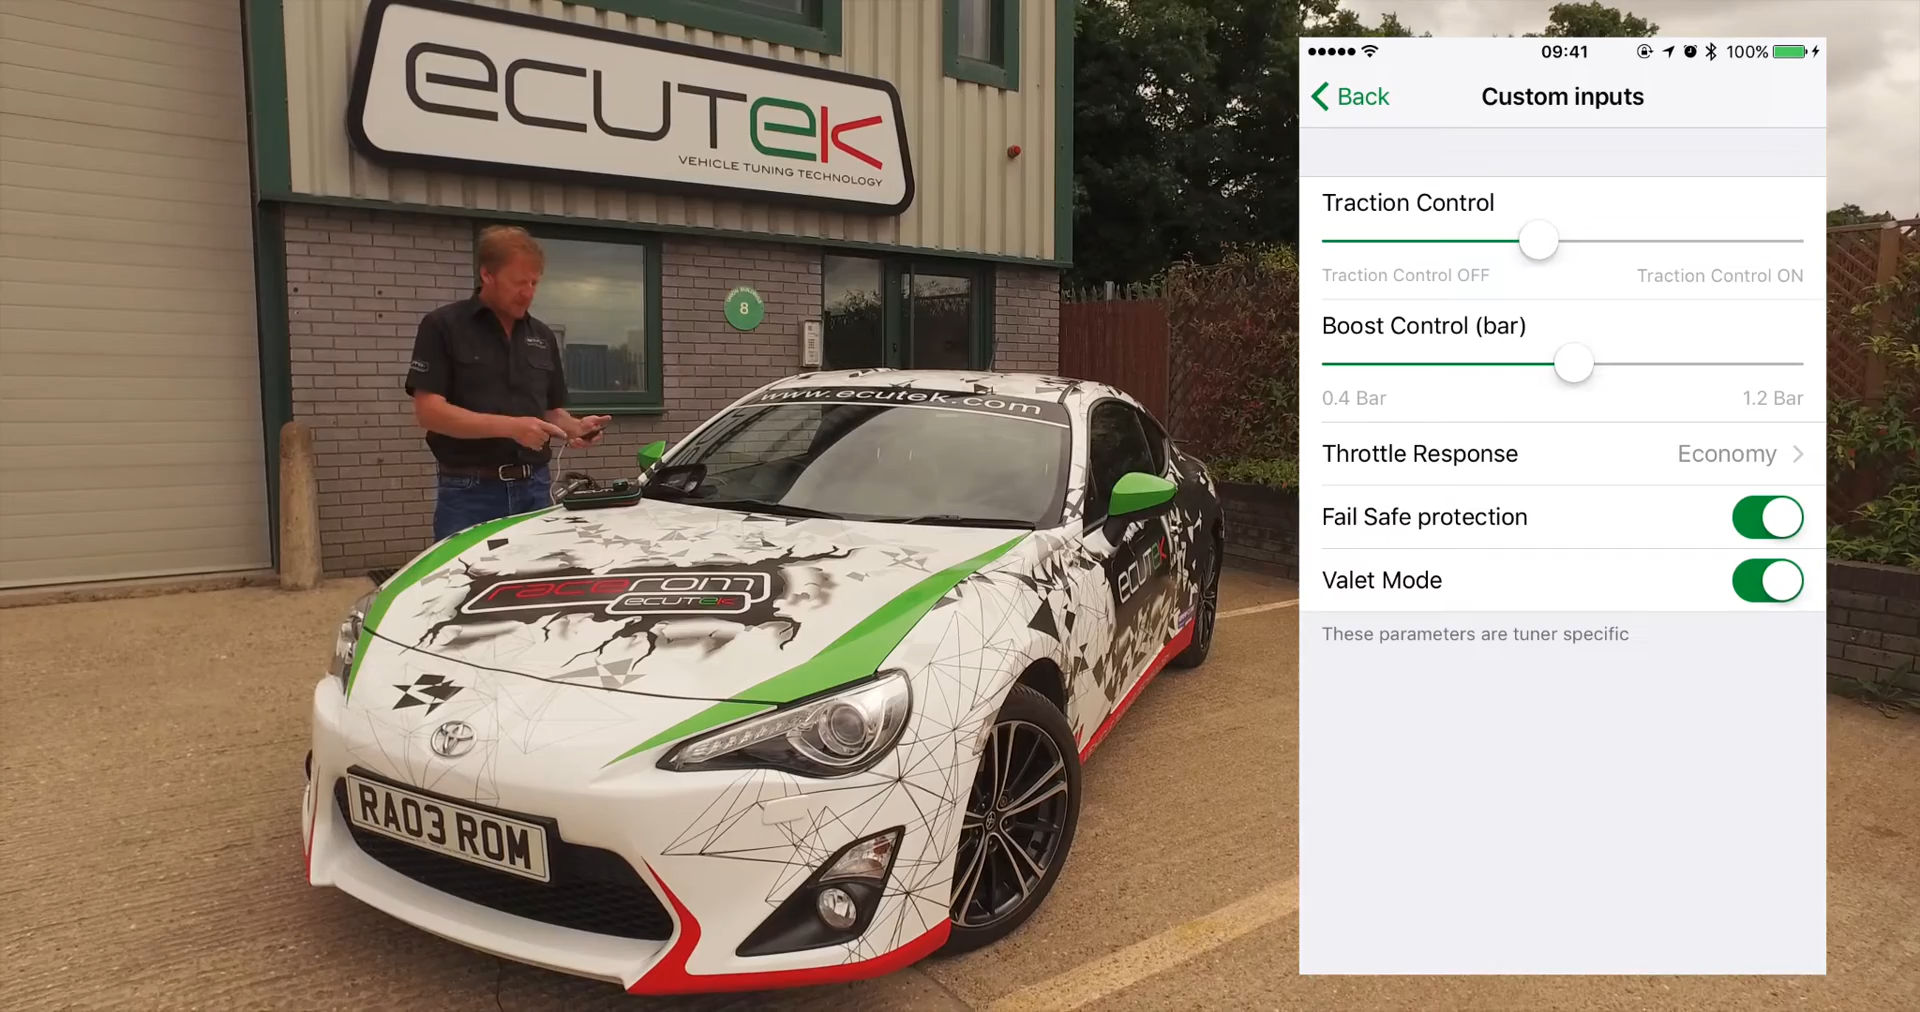 ecutek
VEHICLE TUNING TECHNOLOGY
8
www.ecutek.com
racerom
ecutek
ecutek
RA03 ROM
09:41
100%
Back
Custom inputs
Traction Control
Traction Control OFF
Traction Control ON
Boost Control (bar)
0.4 Bar
1.2 Bar
Throttle Response
Economy
Fail Safe protection
Valet Mode
These parameters are tuner specific